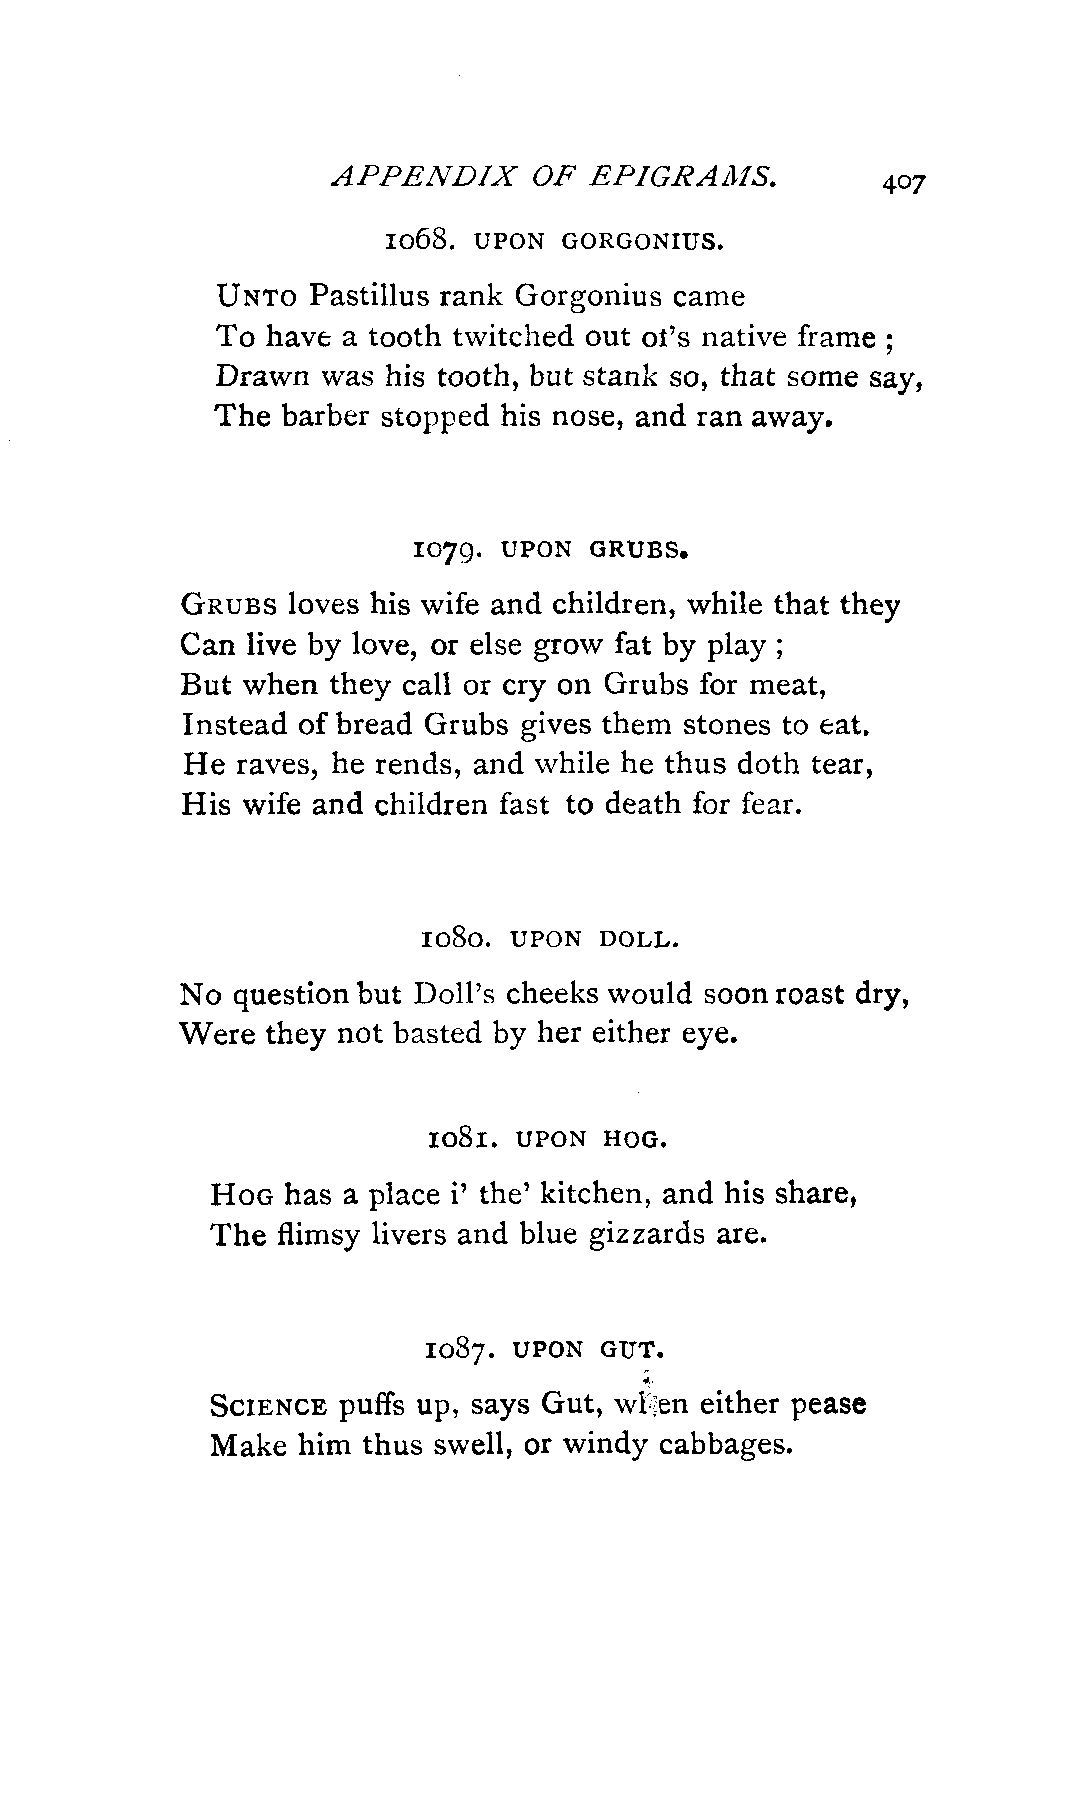 APPENDIX OF EPIGRAMS. 407
1068. UPON GORGONIUS.
UNTO Pastillus rank Gorgonius came
To have a tooth twitched out of's native frame ;
Drawn was his tooth, but stank so, that some say,
The barber stopped his nose, and ran away.
1079. UPON GRUBS.
GRUBS loves his wife and children, while that they
Can live by love, or else grow fat by play ;
But when they call or cry on Grubs for meat,
Instead of bread Grubs gives them stones to eat.
He raves, he rends, and while he thus doth tear,
His wife and children fast to death for fear.
1080. UPON DOLL.
No question but Doll's cheeks would soon roast dry,
Were they not basted by her either eye.
1081. UPON HOG.
HOG has a place i' the' kitchen, and his share,
The flimsy livers and blue gizzards are.
1087. UPON GUT.
SCIENCE puffs up, says Gut, when either pease
Make him thus swell, or windy cabbages.